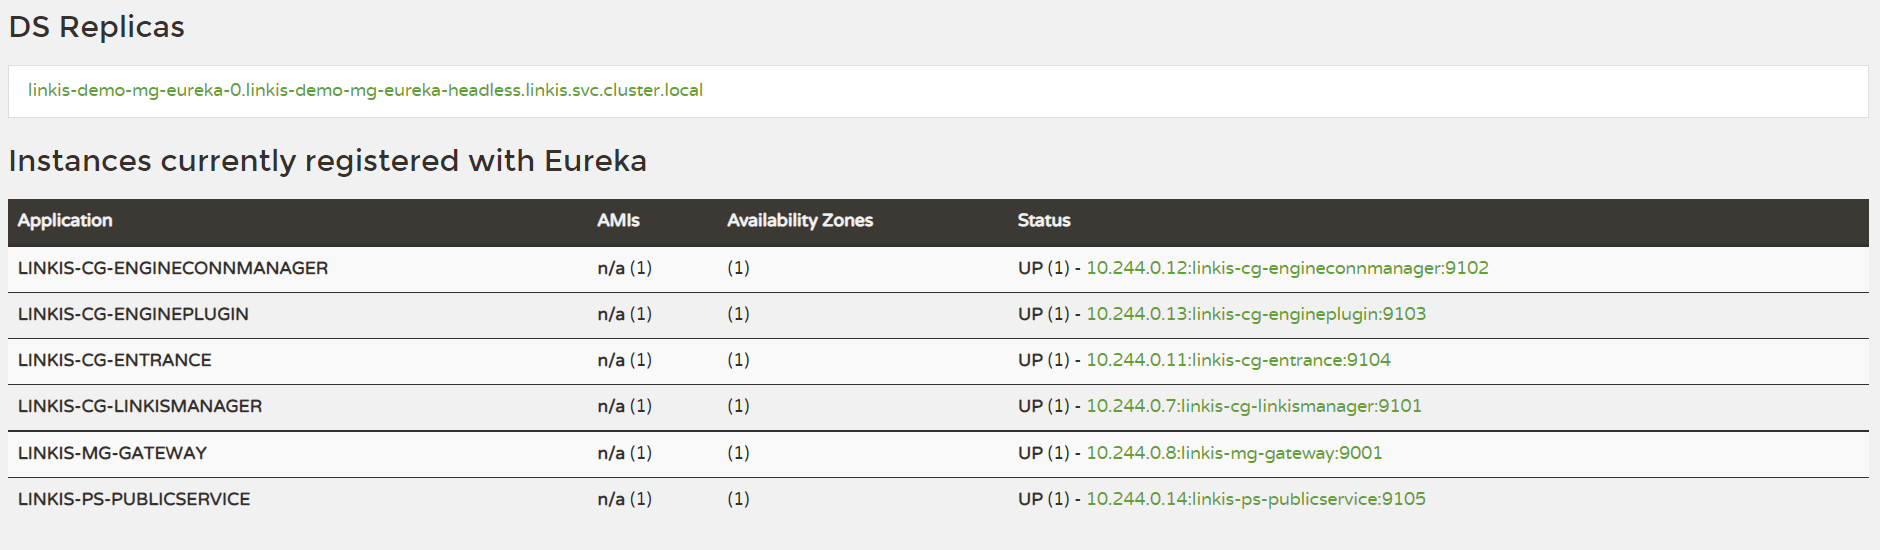 DS Replicas
linkis-demo-mg-eureka-0.linkis-demo-mg-eureka-headless.linkis.svc.cluster.local
Instances currently registered with Eureka
Application AMIs Availability Zones Status
LINKIS-CG-ENGINECONNMANAGER n/a (1) (1) UP (1) - 10.244.0.12:linkis-cg-engineconnmanager:9102
LINKIS-CG-ENGINEPLUGIN n/a (1) (1) UP (1) - 10.244.0.13:linkis-cg-engineplugin:9103
LINKIS-CG-ENTRANCE n/a (1) (1) UP (1) - 10.244.0.11:linkis-cg-entrance:9104
LINKIS-CG-LINKISMANAGER n/a (1) (1) UP (1) - 10.244.0.7:linkis-cg-linkismanager:9101
LINKIS-MG-GATEWAY n/a (1) (1) UP (1) - 10.244.0.8:linkis-mg-gateway:9001
LINKIS-PS-PUBLICSERVICE n/a (1) (1) UP (1) - 10.244.0.14:linkis-ps-publicservice:9105